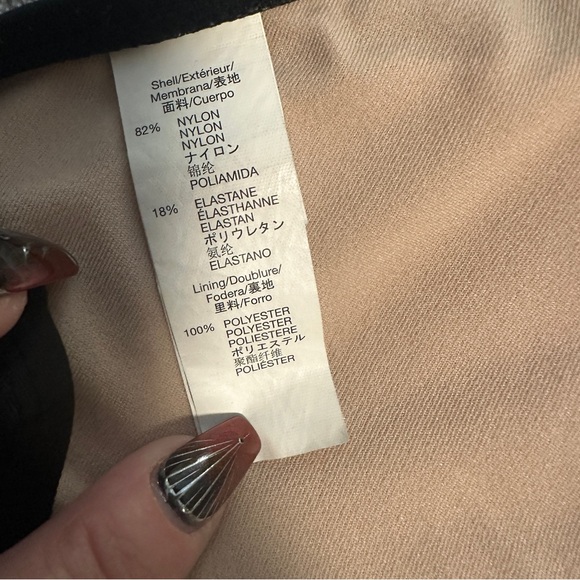 Shell/Extérieur/
Membrana/表地
面料/Cuerpo
82% NYLON
NYLON
NYLON
ナイロン
锦纶
POLIAMIDA
18% ELASTANE
ÉLASTHANNE
ELASTAN
ポリウレタン
氨纶
ELASTANO
Lining/Doublure/
Fodera/裏地
里料/Forro
100% POLYESTER
POLYESTER
POLIESTERE
ポリエステル
聚酯纤维
POLIÉSTER